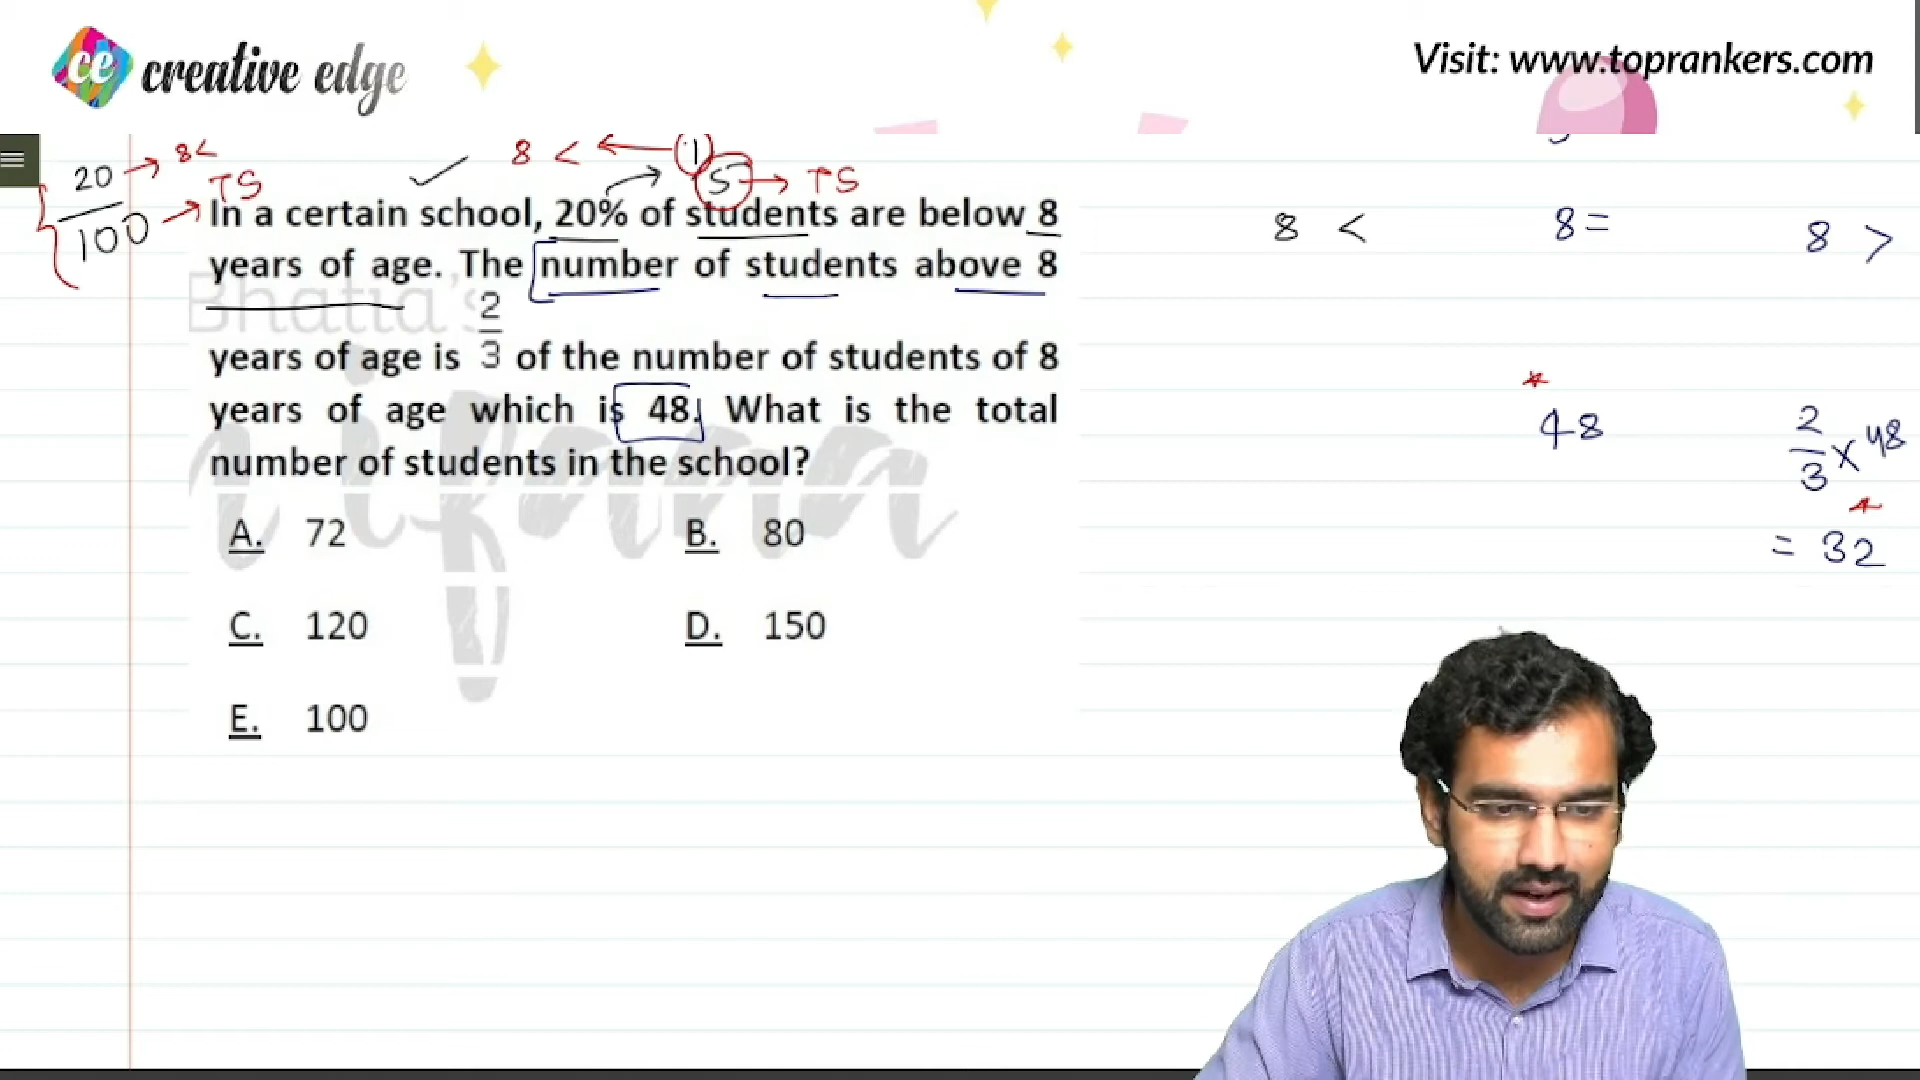 ce creative edge
Visit: www.toprankers.com
20 → 8<
100 → TS
8 < ← 1
5 → TS
In a certain school, 20% of students are below 8
years of age. The number of students above 8
years of age is 2/3 of the number of students of 8
years of age which is 48. What is the total
number of students in the school?
A. 72 B. 80
C. 120 D. 150
E. 100
8 < 8= 8 >
48
2/3 × 48
= 32
Bhatia's